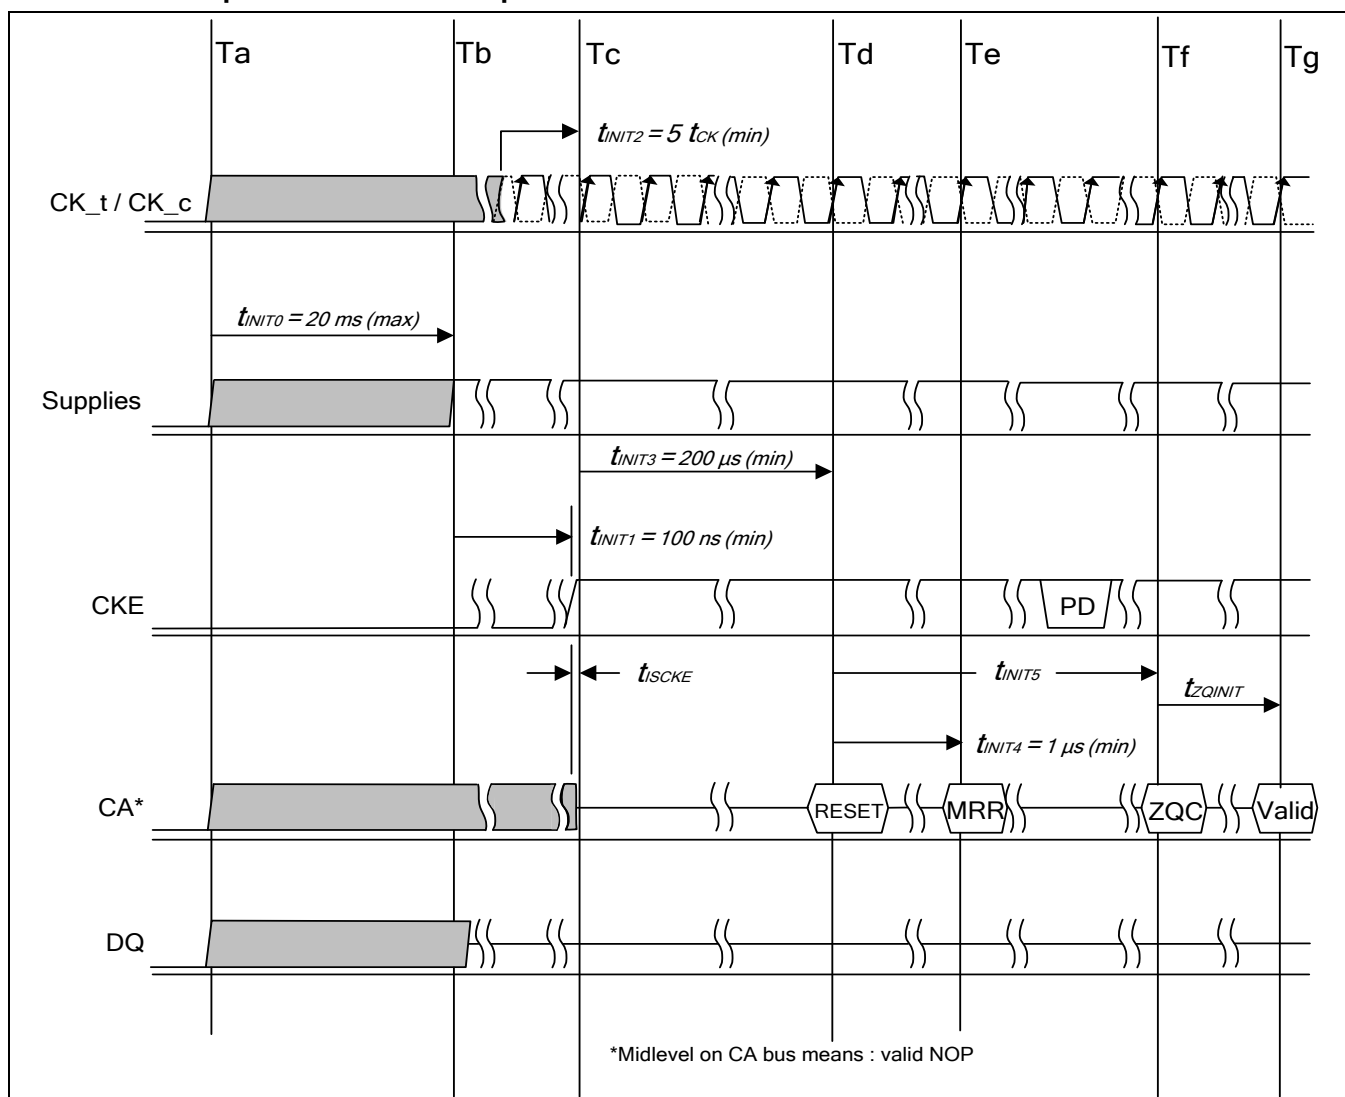 Ta Tb Tc Td Te Tf Tg
tINIT2 = 5 tCK (min)
CK_t / CK_c
tINIT0 = 20 ms (max)
Supplies
tINIT3 = 200 µs (min)
tINIT1 = 100 ns (min)
CKE
PD
tISCKE
tINIT5
tZQINIT
tINIT4 = 1 µs (min)
CA*
RESET MRR ZQC Valid
DQ
*Midlevel on CA bus means : valid NOP